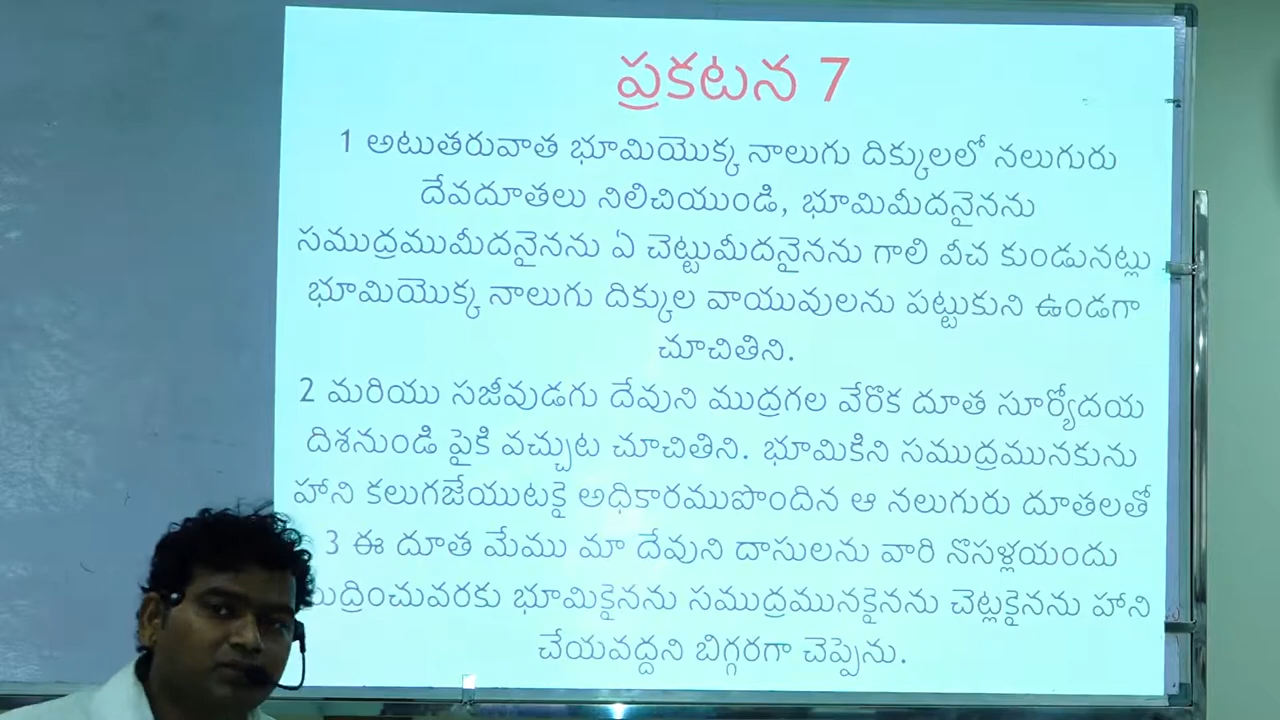 ప్రకటన 7
1 అటుతరువాత భూమియొక్క నాలుగు దిక్కులలో నలుగురు
దేవదూతలు నిలిచియుండి, భూమిమీదనైనను
సముద్రముమీదనైనను ఏ చెట్టుమీదనైనను గాలి వీచ కుండునట్లు
భూమియొక్క నాలుగు దిక్కుల వాయువులను పట్టుకుని ఉండగా
చూచితిని.
2 మరియు సజీవుడగు దేవుని ముద్రగల వేరొక దూత సూర్యోదయ
దిశనుండి పైకి వచ్చుట చూచితిని. భూమికిని సముద్రమునకును
హాని కలుగజేయుటకై అధికారముపొందిన ఆ నలుగురు దూతలతో
3 ఈ దూత మేము మా దేవుని దాసులను వారి నొసళ్లయందు
ముద్రించువరకు భూమికైనను సముద్రమునకైనను చెట్లకైనను హాని
చేయవద్దని బిగ్గరగా చెప్పెను.